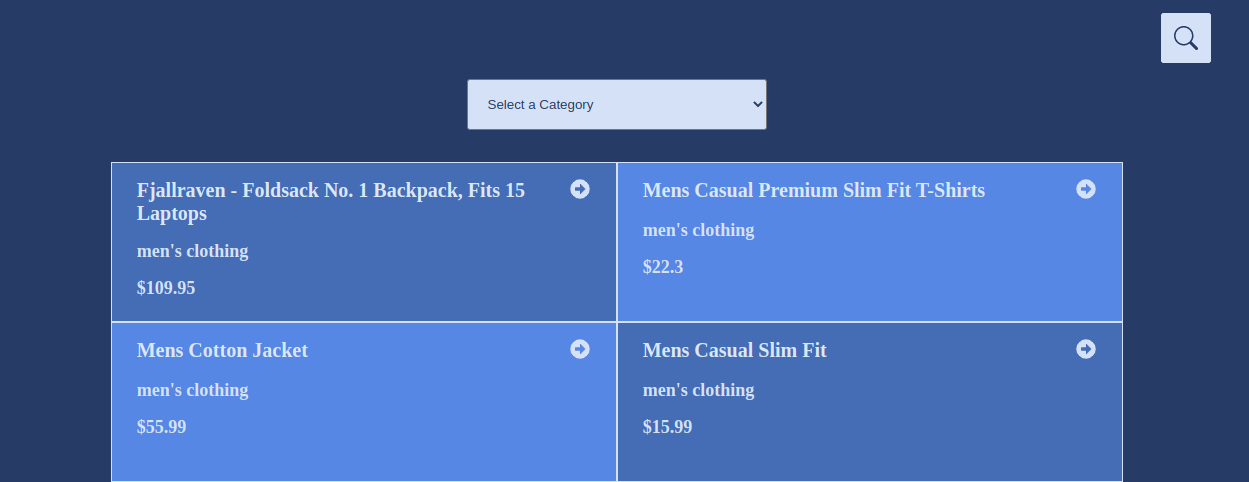 Select a Category
Fjallraven - Foldsack No. 1 Backpack, Fits 15
Laptops
men's clothing
$109.95
Mens Casual Premium Slim Fit T-Shirts
men's clothing
$22.3
Mens Cotton Jacket
men's clothing
$55.99
Mens Casual Slim Fit
men's clothing
$15.99